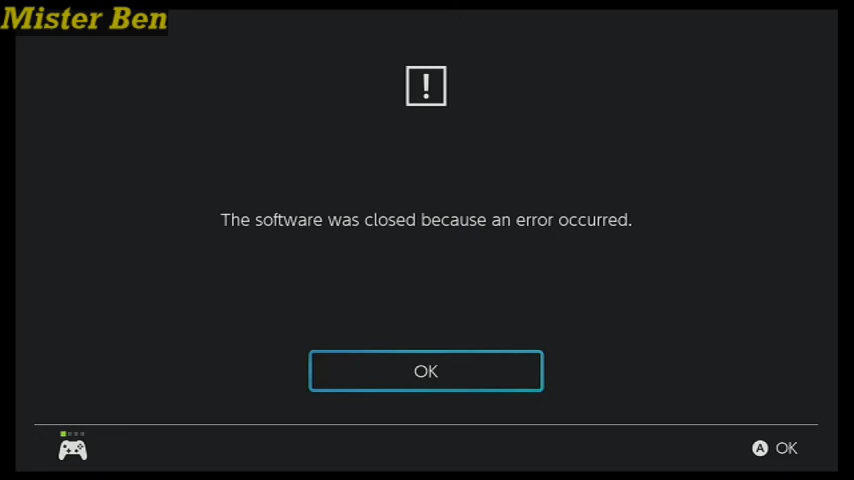 Mister Ben
!
The software was closed because an error occurred.
OK
A OK